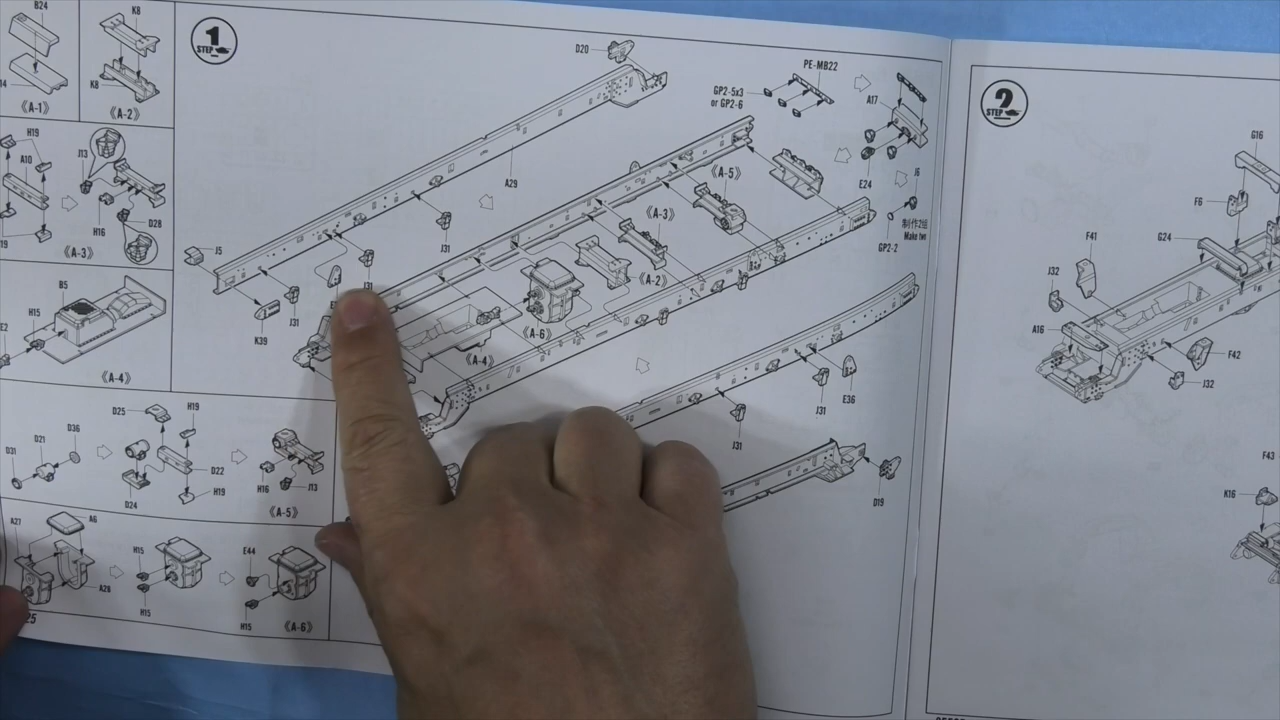 B24
《A-1》
K8
K8
《A-2》
1
STEP
D20
PE-MB22
GP2-5x3
or GP2-6
A17
E24
J6
制作2组
Make two
GP2-2
A29
J31
J5
J31
J31
K39
《A-5》
《A-3》
《A-2》
《A-6》
《A-4》
J31
E36
J31
D19
H19
A10
J13
H16
D28
《A-3》
B5
H15
E2
《A-4》
D25
H19
D36
D21
D31
D24
D22
H19
H16
J13
《A-5》
A27
A6
A28
H15
H15
E44
H15
《A-6》
25
2
STEP
G16
F6
G24
F41
J32
A16
F42
J32
F43
K16